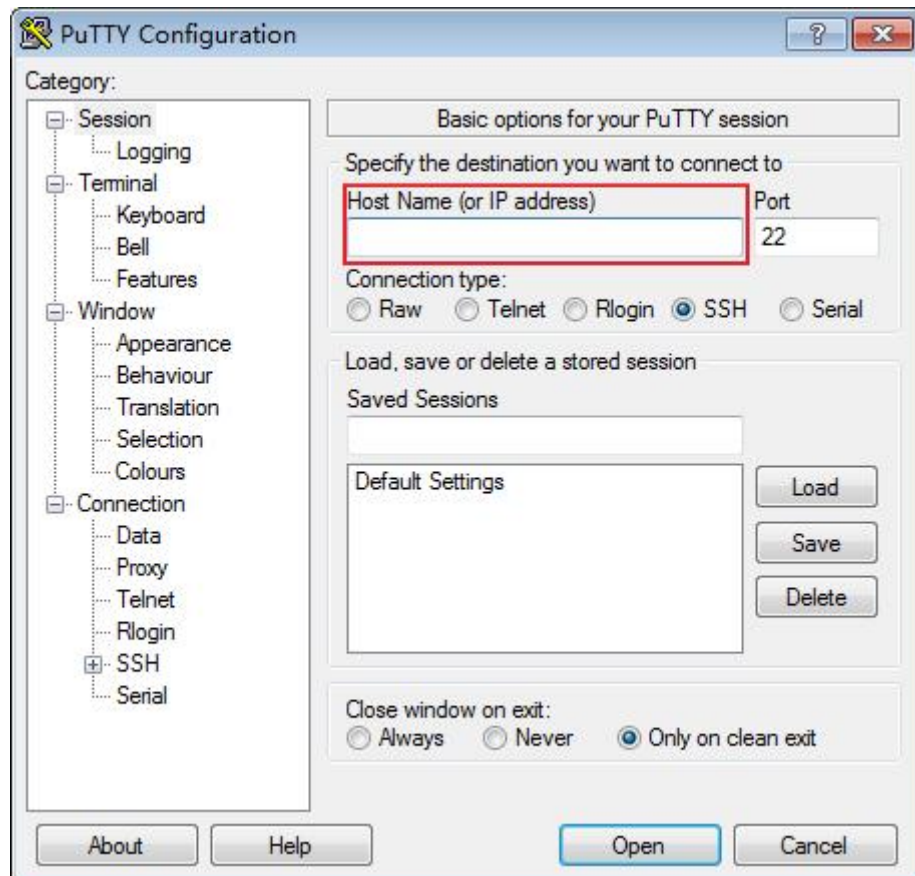 PuTTY Configuration
Category:
Session
Logging
Terminal
Keyboard
Bell
Features
Window
Appearance
Behaviour
Translation
Selection
Colours
Connection
Data
Proxy
Telnet
Rlogin
SSH
Serial
Basic options for your PuTTY session
Specify the destination you want to connect to
Host Name (or IP address) Port
22
Connection type:
Raw Telnet Rlogin SSH Serial
Load, save or delete a stored session
Saved Sessions
Default Settings
Load
Save
Delete
Close window on exit:
Always Never Only on clean exit
About Help Open Cancel